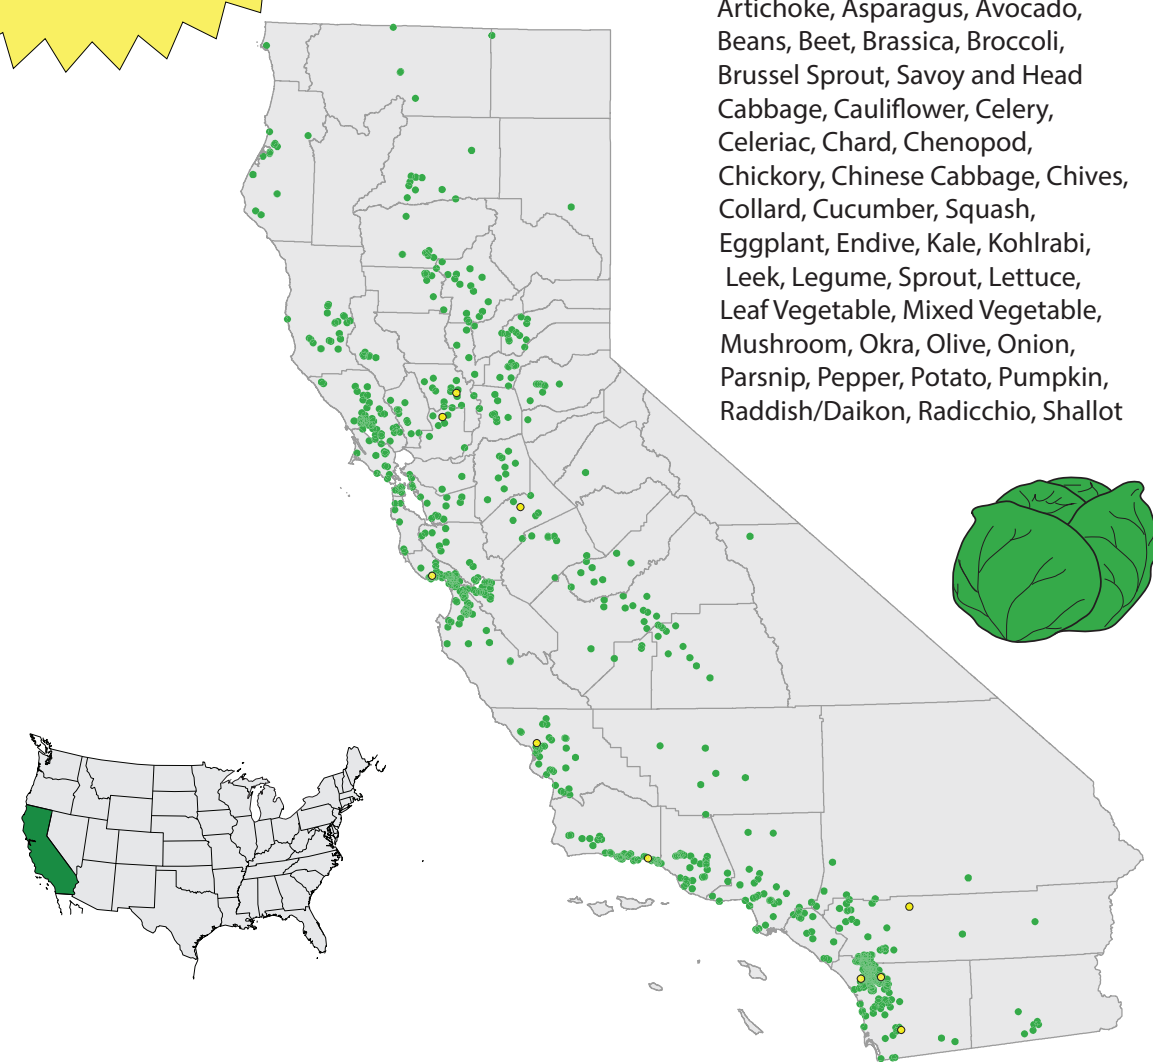 Artichoke, Asparagus, Avocado,
Beans, Beet, Brassica, Broccoli,
Brussel Sprout, Savoy and Head
Cabbage, Cauliflower, Celery,
Celeriac, Chard, Chenopod,
Chickory, Chinese Cabbage, Chives,
Collard, Cucumber, Squash,
Eggplant, Endive, Kale, Kohlrabi,
Leek, Legume, Sprout, Lettuce,
Leaf Vegetable, Mixed Vegetable,
Mushroom, Okra, Olive, Onion,
Parsnip, Pepper, Potato, Pumpkin,
Raddish/Daikon, Radicchio, Shallot